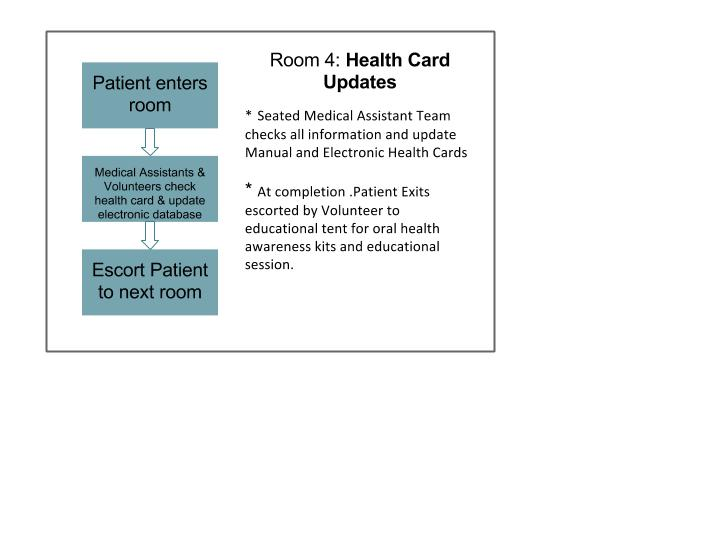 Patient enters
room
Medical Assistants &
Volunteers check
health card & update
electronic database
Escort Patient
to next room
Room 4: Health Card
Updates
* Seated Medical Assistant Team
checks all information and update
Manual and Electronic Health Cards
* At completion .Patient Exits
escorted by Volunteer to
educational tent for oral health
awareness kits and educational
session.